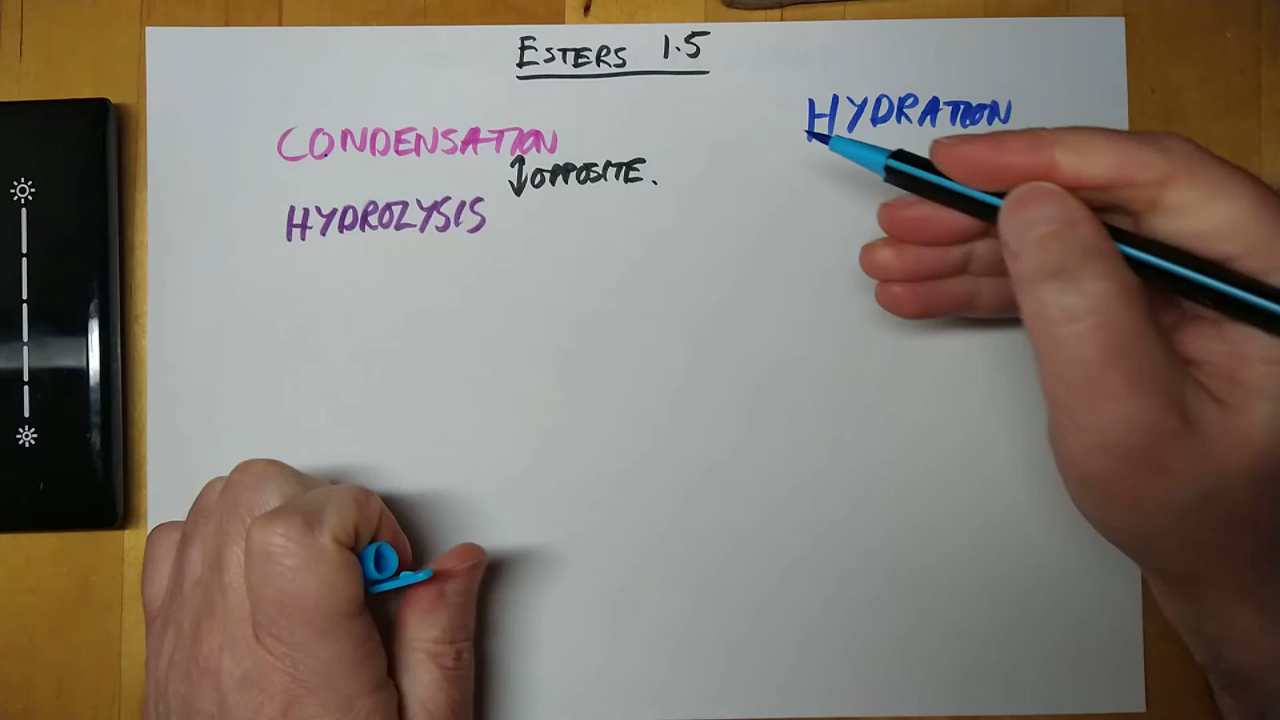 ESTERS 1.5
HYDRATION
CONDENSATION
↕ OPPOSITE.
HYDROLYSIS